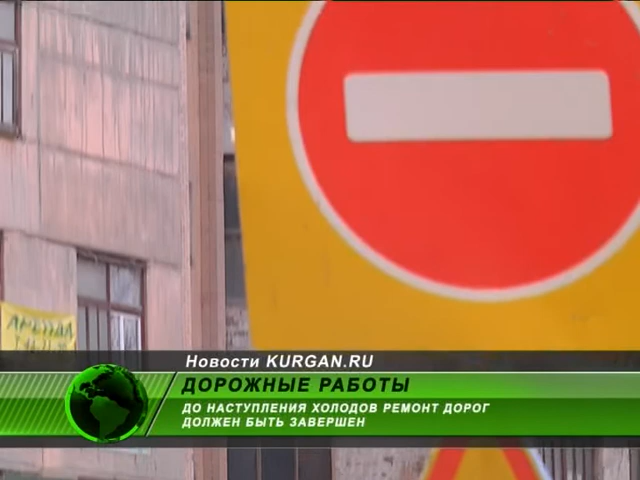 АРЕНДА
Новости KURGAN.RU
ДОРОЖНЫЕ РАБОТЫ
ДО НАСТУПЛЕНИЯ ХОЛОДОВ РЕМОНТ ДОРОГ
ДОЛЖЕН БЫТЬ ЗАВЕРШЕН